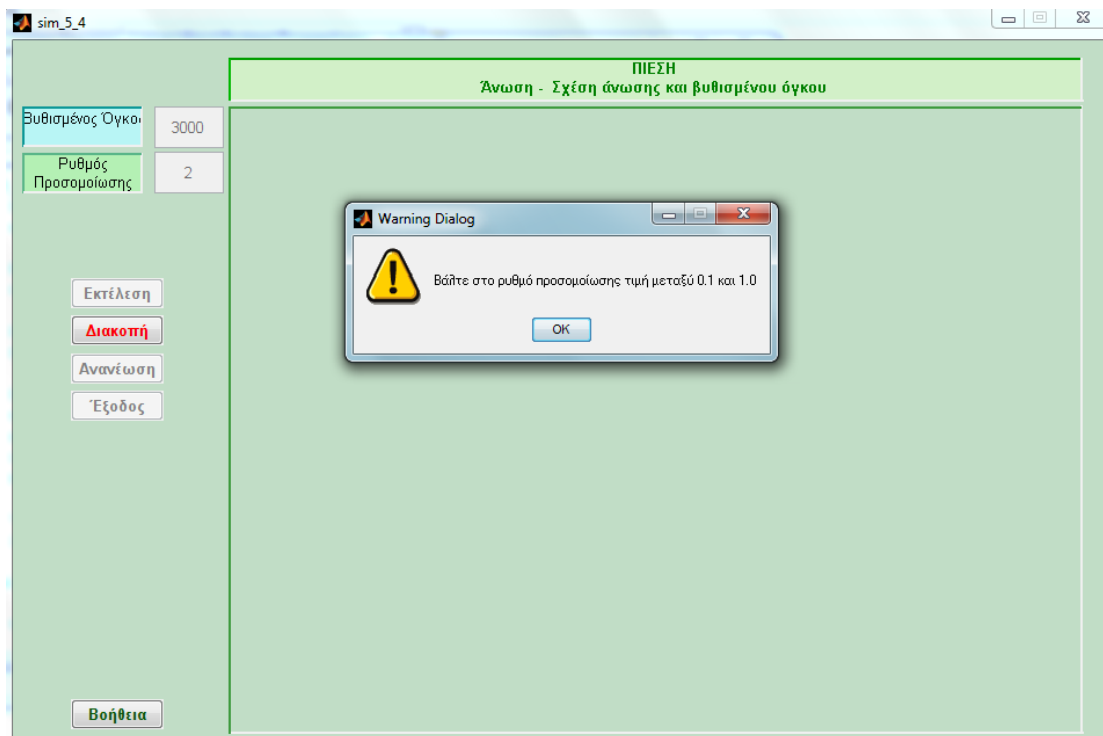 sim_5_4
ΠΙΕΣΗ
Άνωση - Σχέση άνωσης και βυθισμένου όγκου
Βυθισμένος Όγκο
3000
Ρυθμός
Προσομοίωσης
2
Warning Dialog
Βάλτε στο ρυθμό προσομοίωσης τιμή μεταξύ 0.1 και 1.0
OK
Εκτέλεση
Διακοπή
Ανανέωση
Έξοδος
Βοήθεια